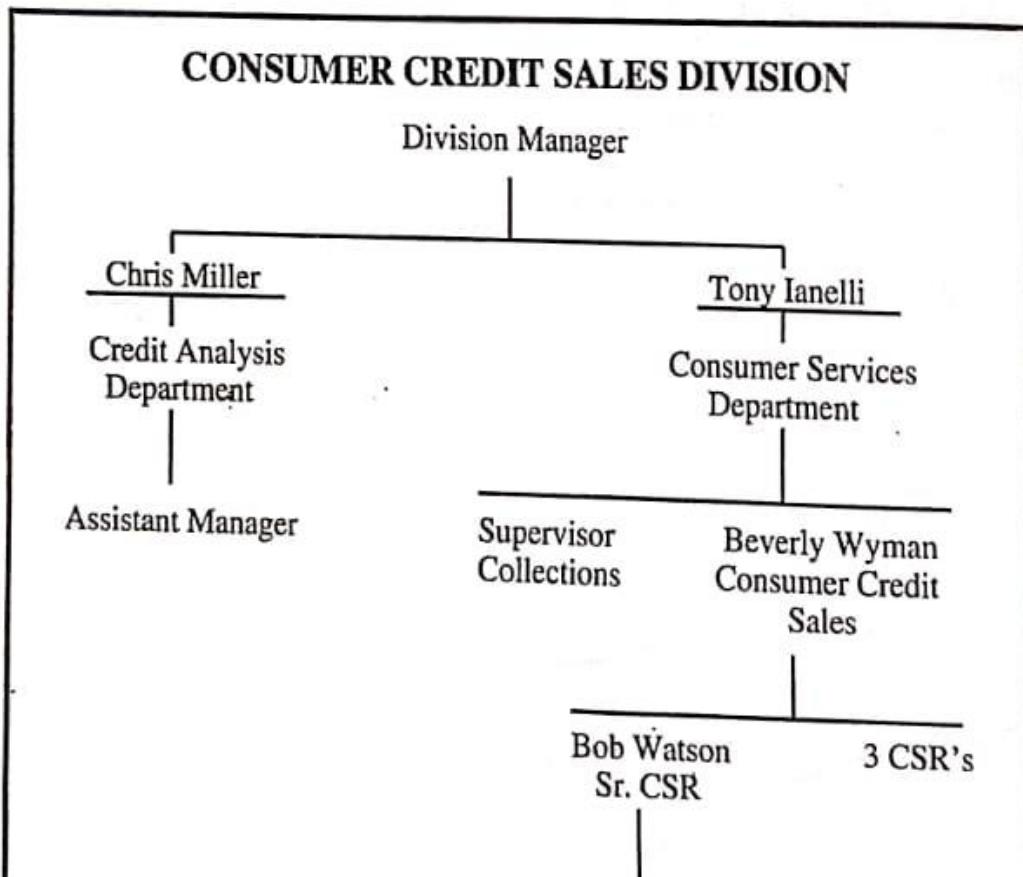 CONSUMER CREDIT SALES DIVISION
Division Manager
Chris Miller
Tony Ianelli
Credit Analysis
Department
Consumer Services
Department
Assistant Manager
Supervisor
Collections
Beverly Wyman
Consumer Credit
Sales
Bob Watson
Sr. CSR
3 CSR's